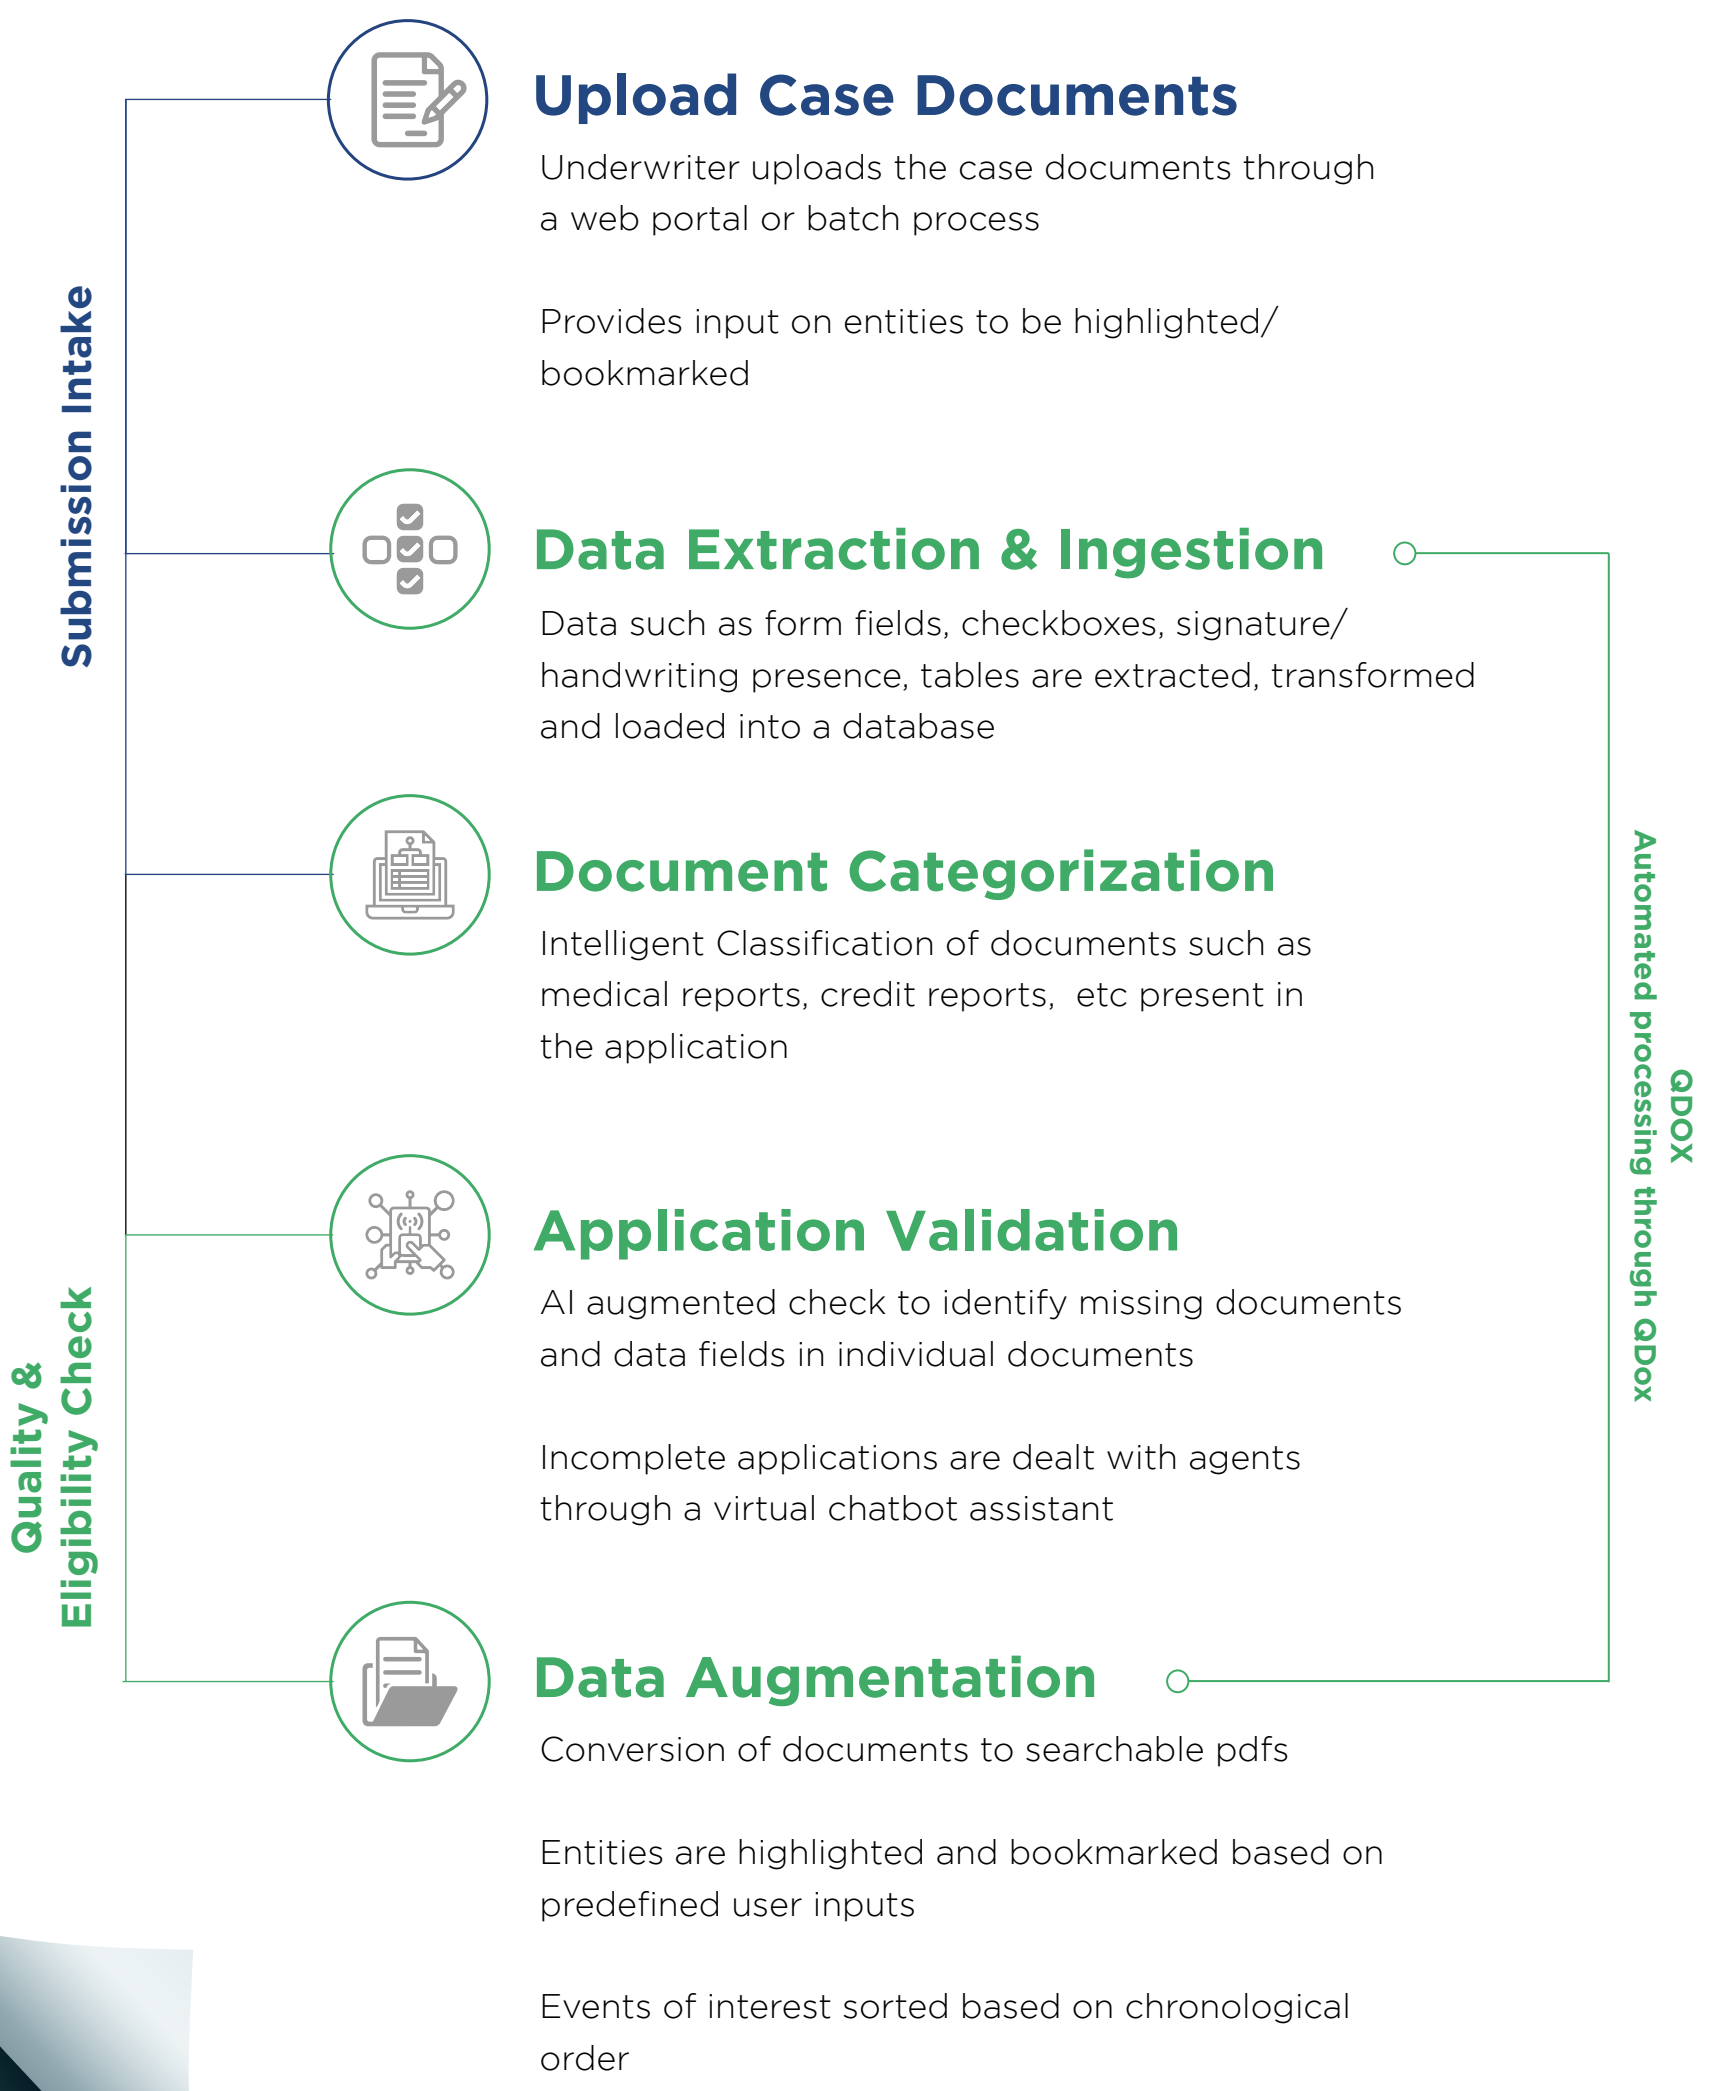 Upload Case Documents
Underwriter uploads the case documents through
a web portal or batch process
Provides input on entities to be highlighted/
bookmarked
Submission Intake
Data Extraction & Ingestion
Data such as form fields, checkboxes, signature/
handwriting presence, tables are extracted, transformed
and loaded into a database
Document Categorization
Intelligent Classification of documents such as
medical reports, credit reports,  etc present in
the application
QDOX
Automated processing through QDox
Application Validation
AI augmented check to identify missing documents
and data fields in individual documents
Incomplete applications are dealt with agents
through a virtual chatbot assistant
Quality &
Eligibility Check
Data Augmentation
Conversion of documents to searchable pdfs
Entities are highlighted and bookmarked based on
predefined user inputs
Events of interest sorted based on chronological
order